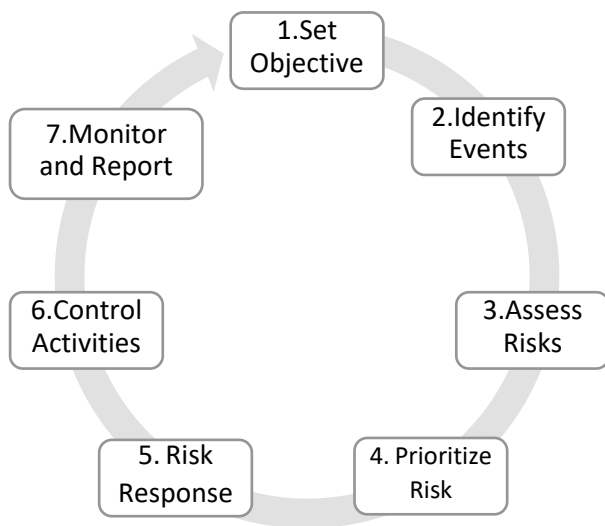 1.Set
Objective
2.Identify
Events
3.Assess
Risks
4. Prioritize
Risk
5. Risk
Response
6.Control
Activities
7.Monitor
and Report